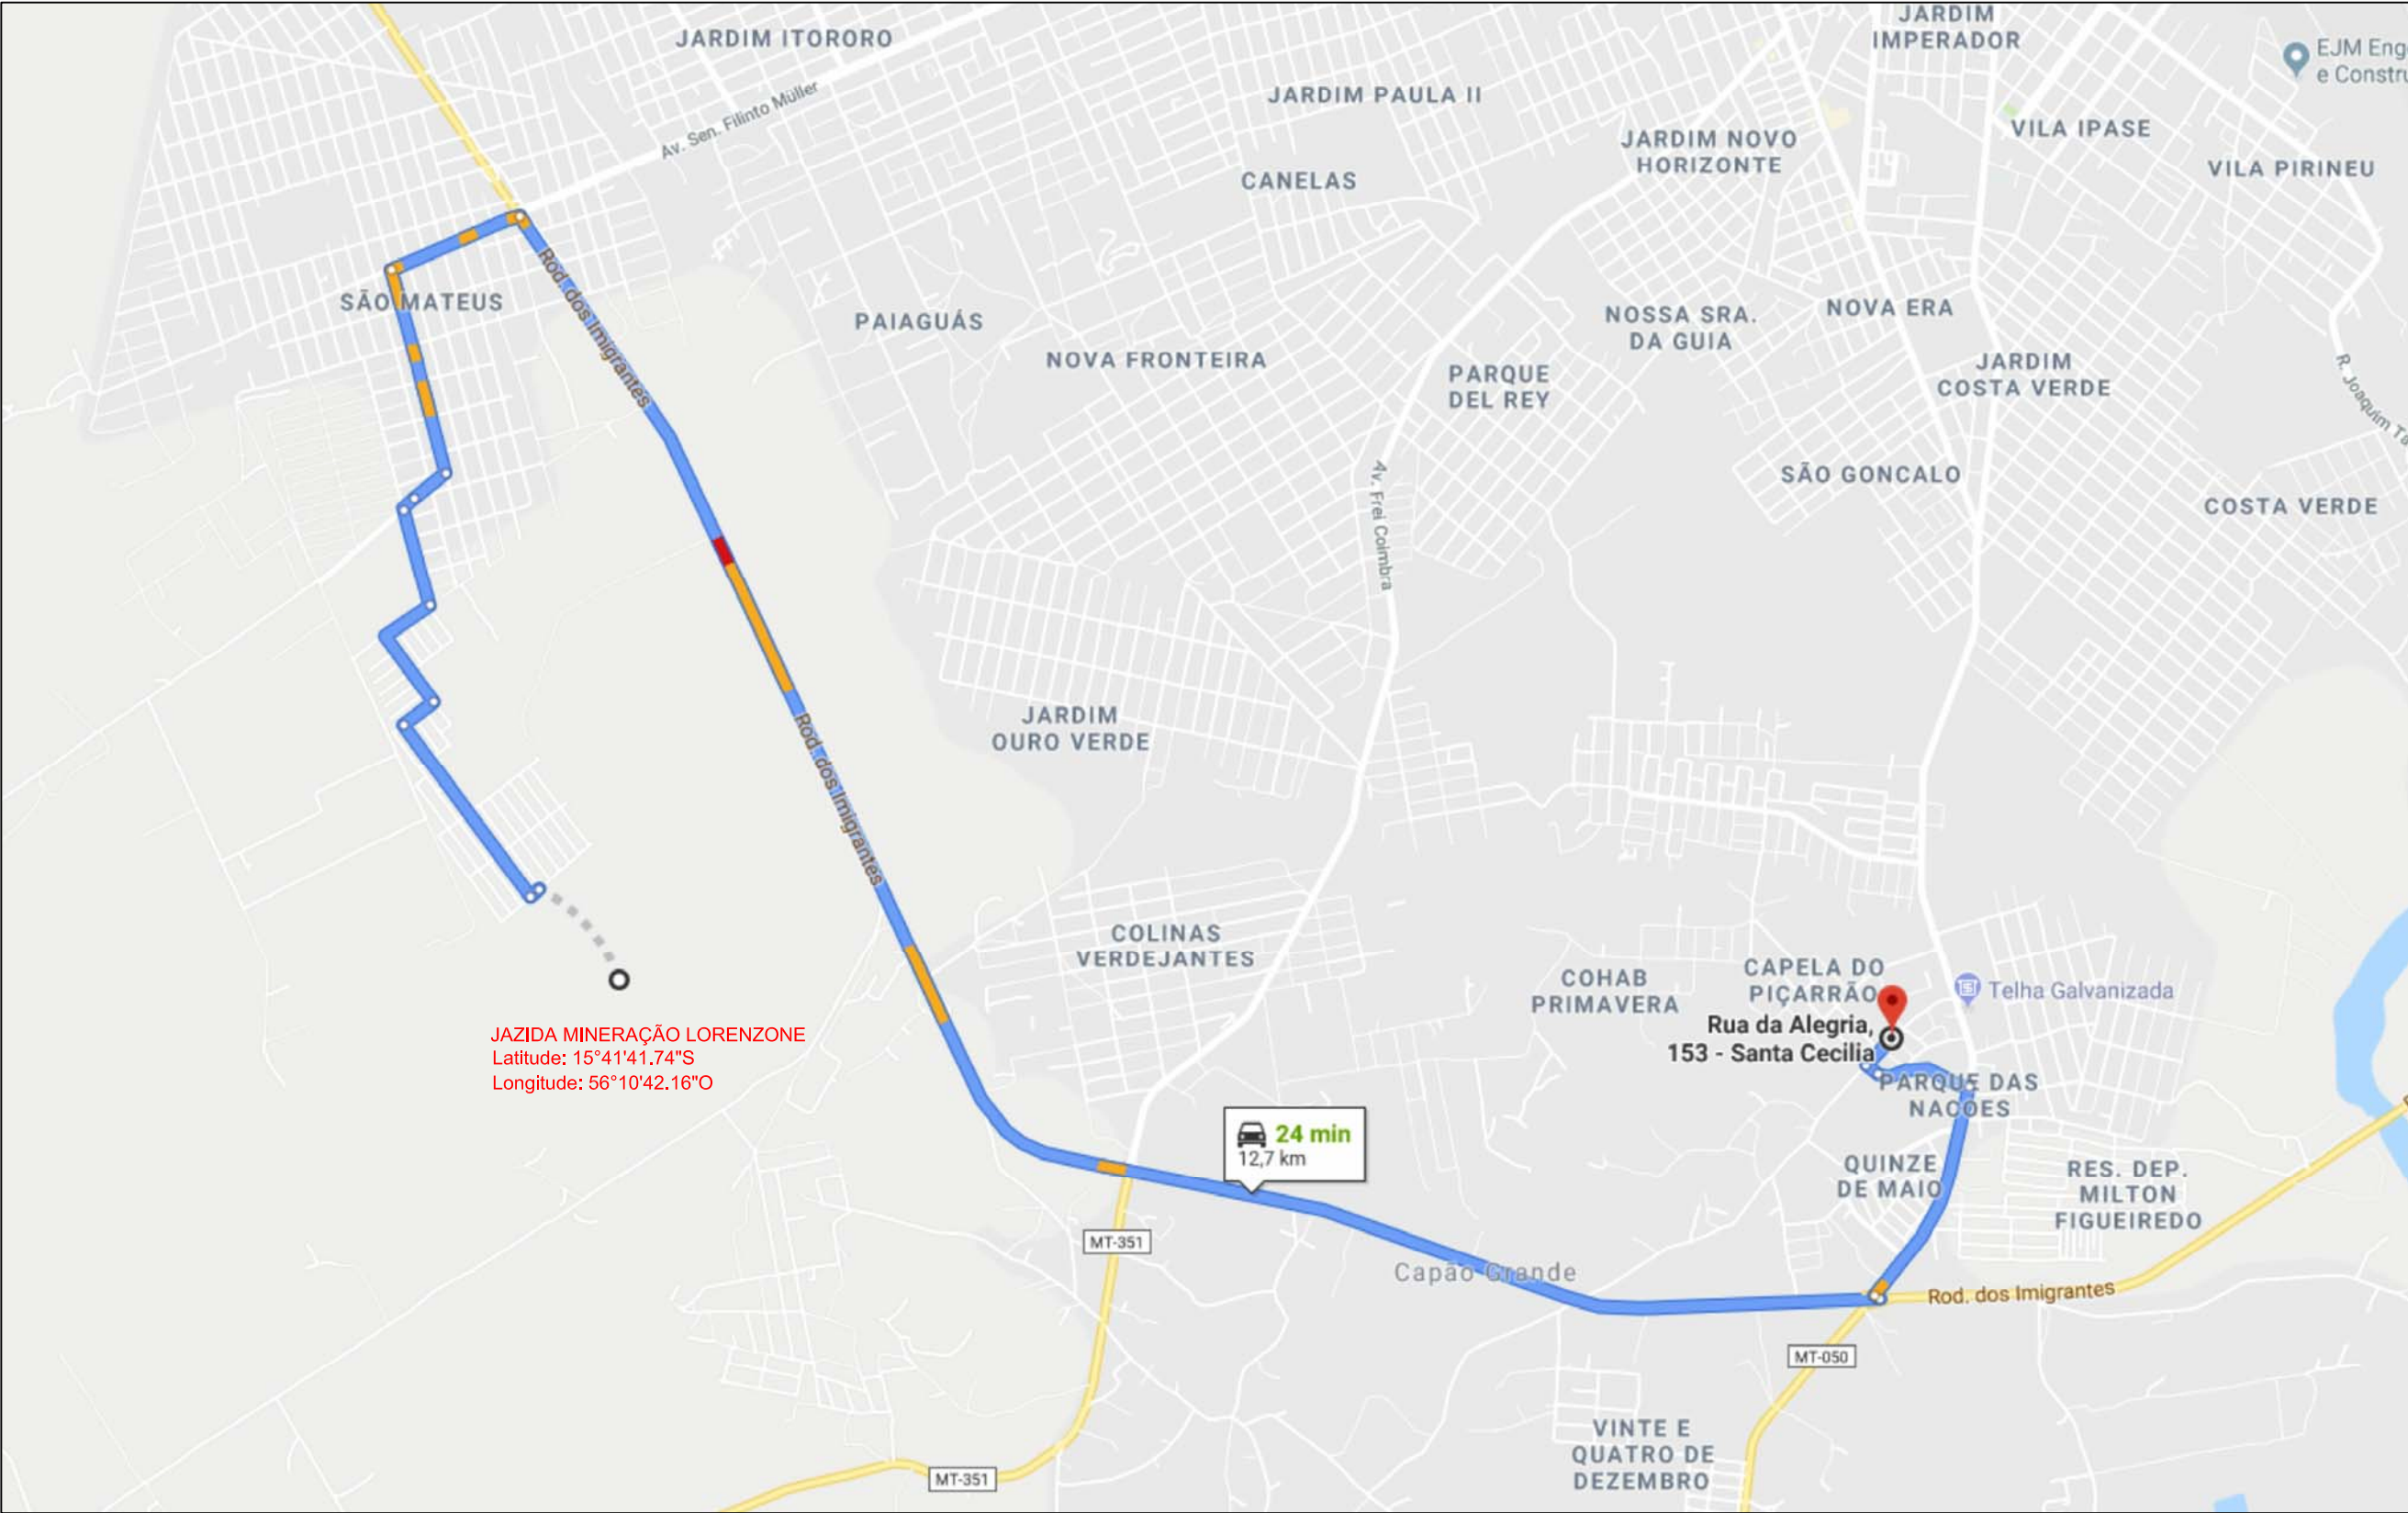 JARDIM ITORORO
JARDIM
IMPERADOR
EJM Eng
e Constru
Av. Sen. Filinto Müller
JARDIM PAULA II
JARDIM NOVO
HORIZONTE
VILA IPASE
VILA PIRINEU
CANELAS
SÃO MATEUS
Rod. dos Imigrantes
PAIAGUÁS
NOVA FRONTEIRA
NOSSA SRA.
DA GUIA
NOVA ERA
PARQUE
DEL REY
JARDIM
COSTA VERDE
R. Joaquim Ta
Av. Frei Coimbra
SÃO GONCALO
COSTA VERDE
JARDIM
OURO VERDE
Rod. dos Imigrantes
COLINAS
VERDEJANTES
COHAB
PRIMAVERA
CAPELA DO
PIÇARRÃO
Telha Galvanizada
Rua da Alegria,
153 - Santa Cecilia
JAZIDA MINERAÇÃO LORENZONE
Latitude: 15°41'41.74"S
Longitude: 56°10'42.16"O
PARQUE DAS
NACOES
24 min
12,7 km
QUINZE
DE MAIO
RES. DEP.
MILTON
FIGUEIREDO
MT-351
Capão Grande
Rod. dos Imigrantes
MT-050
VINTE E
QUATRO DE
DEZEMBRO
MT-351